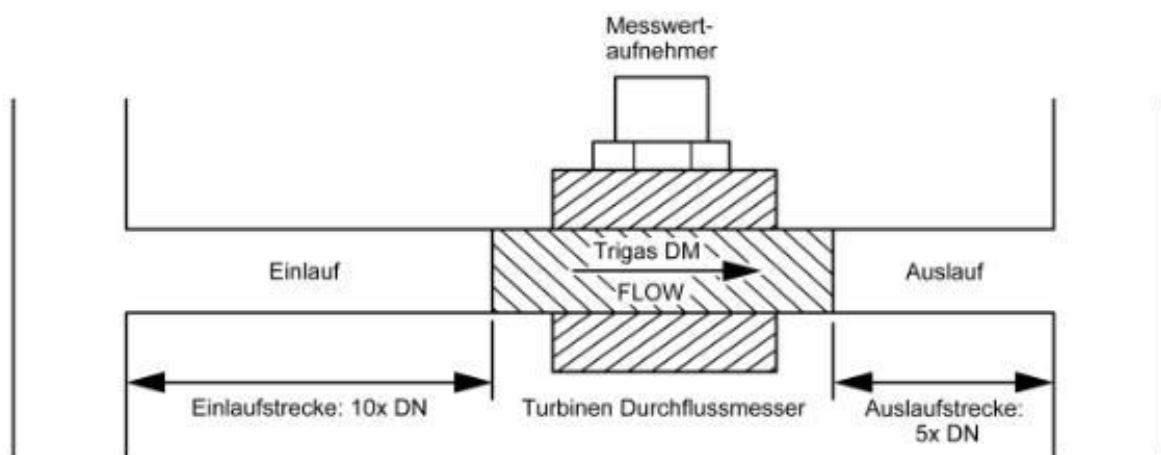 Messwert-
aufnehmer
Einlauf
Trigas DM
FLOW
Auslauf
Einlaufstrecke: 10x DN
Turbinen Durchflussmesser
Auslaufstrecke:
5x DN